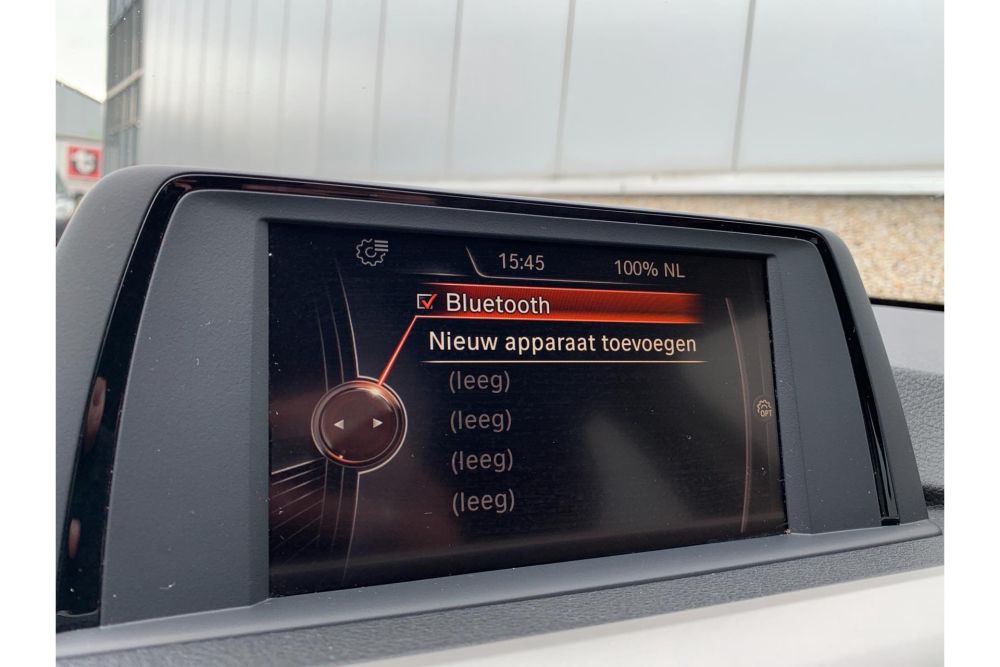 15:45
100% NL
Bluetooth
Nieuw apparaat toevoegen
(leeg)
(leeg)
(leeg)
(leeg)
OPT